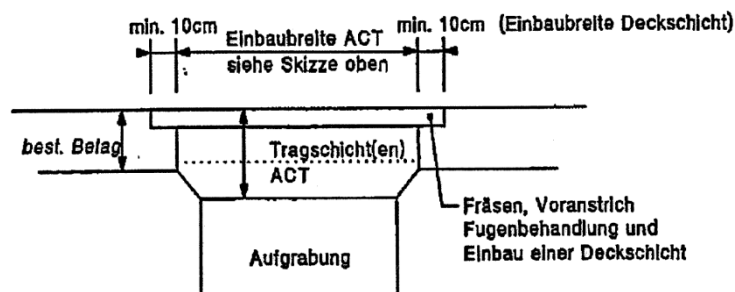 min. 10cm
Einbaubreite ACT
siehe Skizze oben
min. 10cm (Einbaubreite Deckschicht)
best. Belag
Tragschicht(en)
ACT
Fräsen, Voranstrich
Fugenbehandlung und
Einbau einer Deckschicht
Aufgrabung